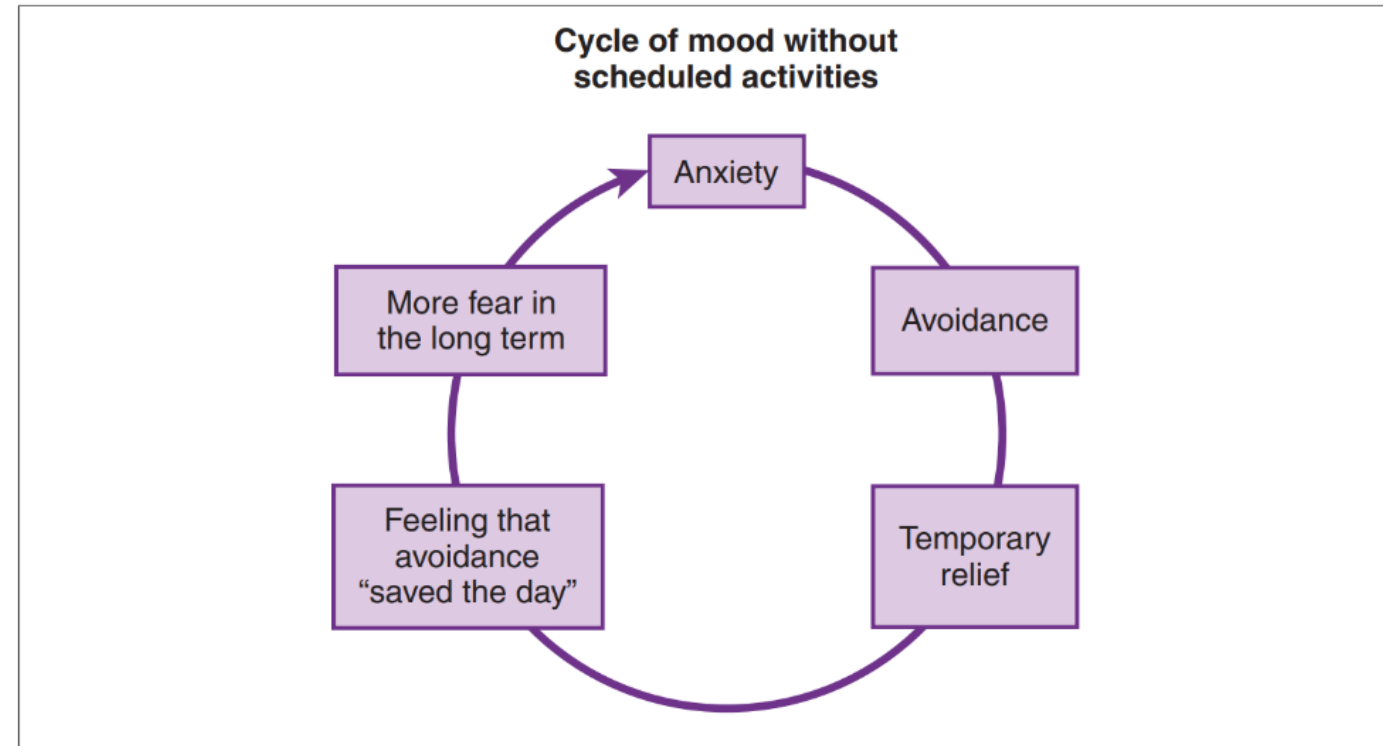 Cycle of mood without
scheduled activities
Anxiety
Avoidance
Temporary
relief
Feeling that
avoidance
“saved the day”
More fear in
the long term